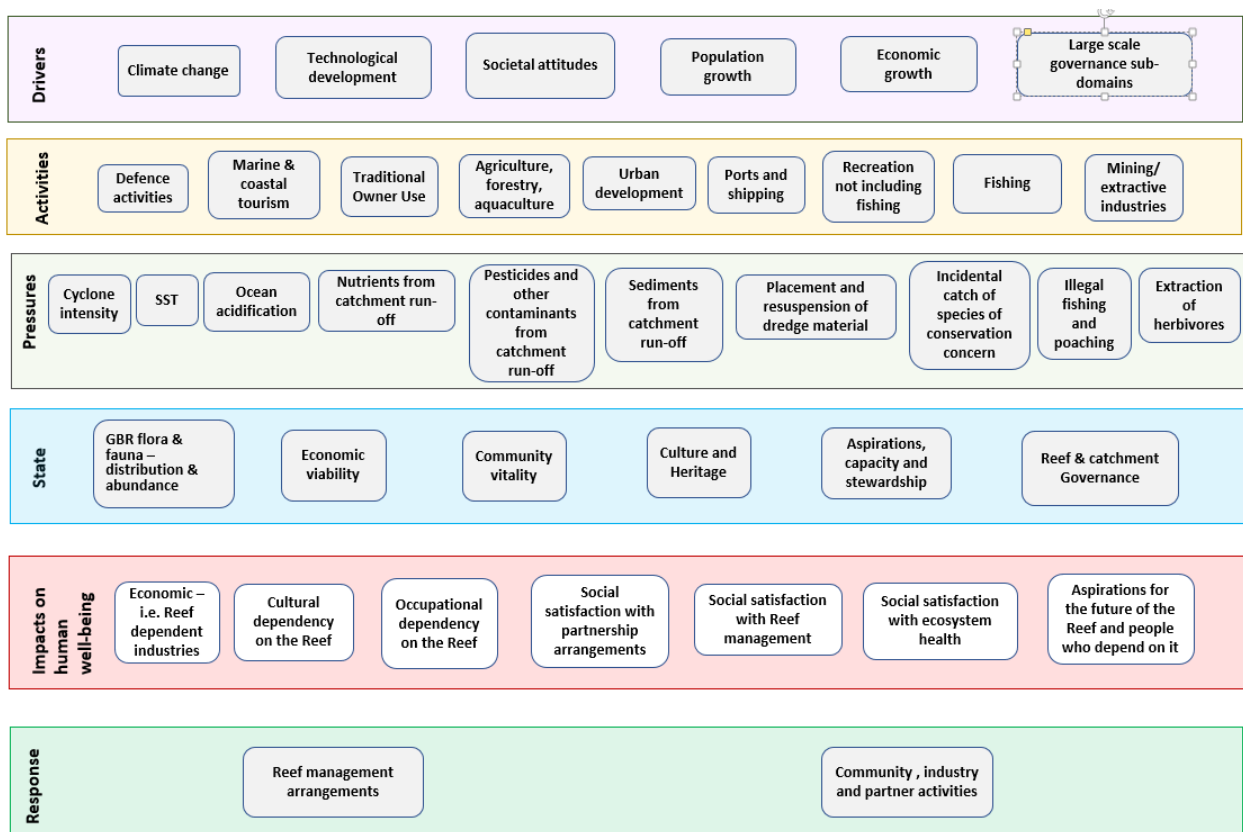 Drivers
Climate change
Technological
development
Societal attitudes
Population
growth
Economic
growth
Large scale
governance sub-
domains
Activities
Defence
activities
Marine &
coastal
tourism
Traditional
Owner Use
Agriculture,
forestry,
aquaculture
Urban
development
Ports and
shipping
Recreation
not including
fishing
Fishing
Mining/
extractive
industries
Pressures
Cyclone
intensity
SST
Ocean
acidification
Nutrients from
catchment run-
off
Pesticides and
other
contaminants
from
catchment
run-off
Sediments
from
catchment
run-off
Placement and
resuspension of
dredge material
Incidental
catch of
species of
conservation
concern
Illegal
fishing
and
poaching
Extraction
of
herbivores
State
GBR flora &
fauna –
distribution &
abundance
Economic
viability
Community
vitality
Culture and
Heritage
Aspirations,
capacity and
stewardship
Reef & catchment
Governance
Impacts on
human
well-being
Economic –
i.e. Reef
dependent
industries
Cultural
dependency
on the Reef
Occupational
dependency
on the Reef
Social
satisfaction with
partnership
arrangements
Social satisfaction
with Reef
management
Social satisfaction
with ecosystem
health
Aspirations for
the future of the
Reef and people
who depend on it
Response
Reef management
arrangements
Community , industry
and partner activities